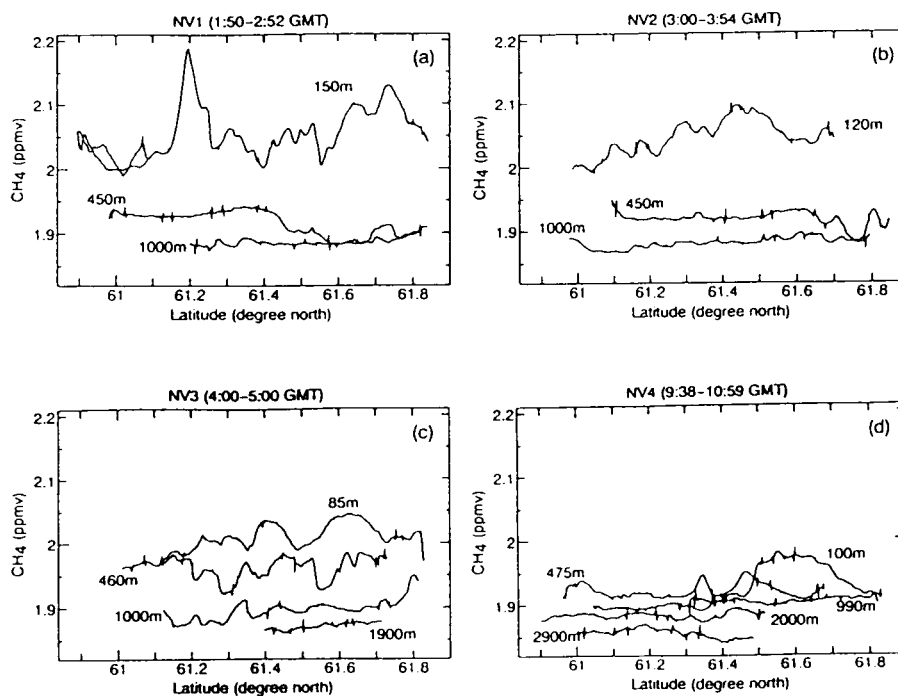 NV1 (1:50-2:52 GMT)
2.2
2.1
2
1.9
CH4 (ppmv)
(a)
150m
450m
1000m
61 61.2 61.4 61.6 61.8
Latitude (degree north)
NV2 (3:00-3:54 GMT)
2.2
2.1
2
1.9
CH4 (ppmv)
(b)
120m
450m
1000m
61 61.2 61.4 61.6 61.8
Latitude (degree north)
NV3 (4:00-5:00 GMT)
2.2
2.1
2
1.9
CH4 (ppmv)
(c)
85m
460m
1000m
1900m
61 61.2 61.4 61.6 61.8
Latitude (degree north)
NV4 (9:38-10:59 GMT)
2.2
2.1
2
1.9
CH4 (ppmv)
(d)
100m
475m
990m
2000m
2900m
61 61.2 61.4 61.6 61.8
Latitude (degree north)